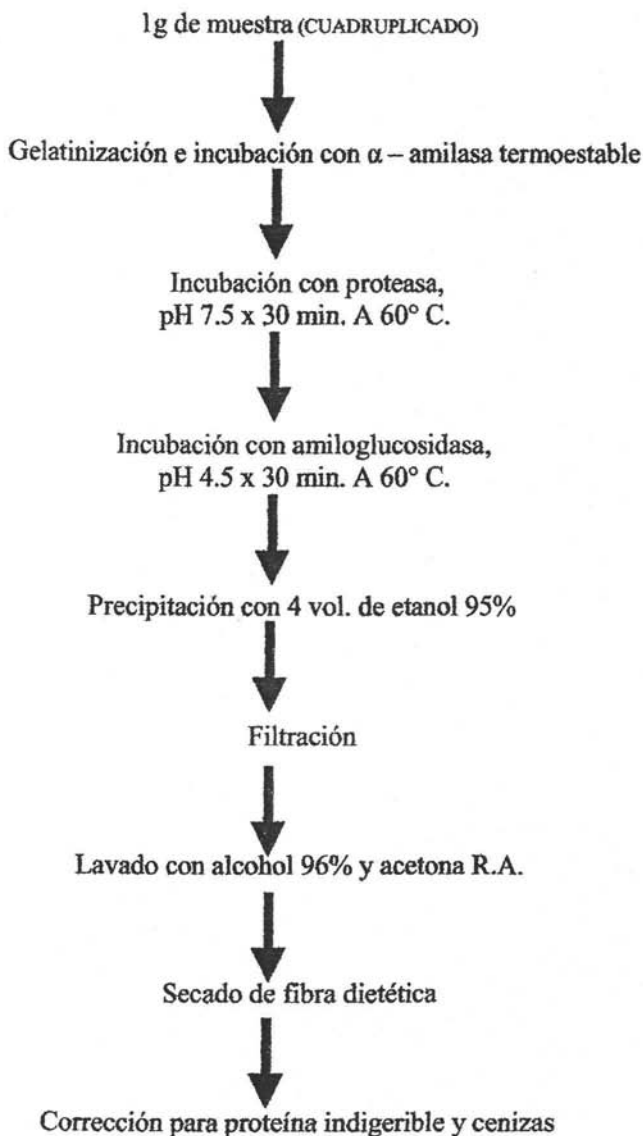 1g de muestra (CUADRUPLICADO)
Gelatinización e incubación con α – amilasa termoestable
Incubación con proteasa,
pH 7.5 x 30 min. A 60° C.
Incubación con amiloglucosidasa,
pH 4.5 x 30 min. A 60° C.
Precipitación con 4 vol. de etanol 95%
Filtración
Lavado con alcohol 96% y acetona R.A.
Secado de fibra dietética
Corrección para proteína indigerible y cenizas